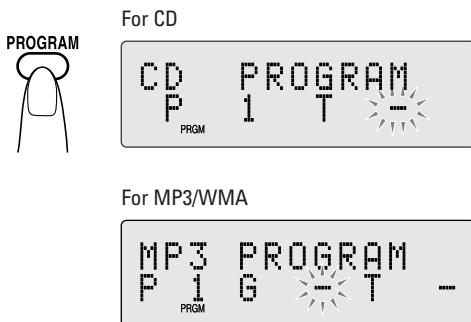 For CD
PROGRAM
CD PROGRAM
P 1 T -
PRGM
For MP3/WMA
MP3 PROGRAM
P 1 G - T -
PRGM